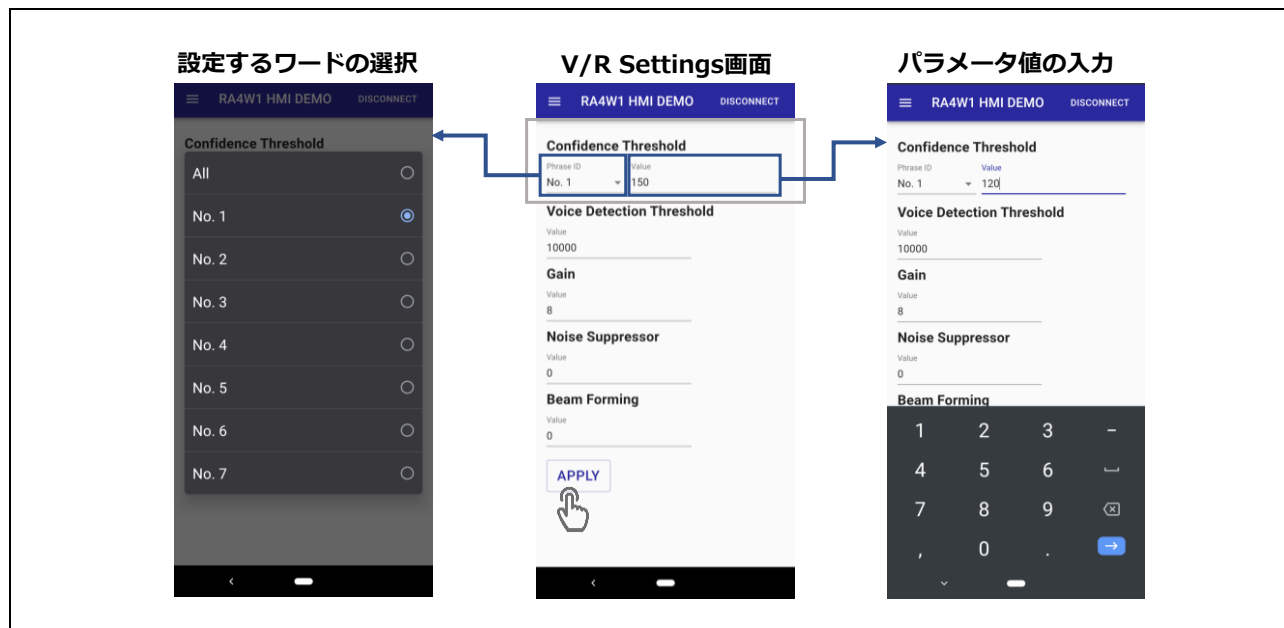 設定するワードの選択
RA4W1 HMI DEMO DISCONNECT
Confidence Threshold
All
No. 1
No. 2
No. 3
No. 4
No. 5
No. 6
No. 7
V/R Settings画面
RA4W1 HMI DEMO DISCONNECT
Confidence Threshold
Phrase ID Value
No. 1 150
Voice Detection Threshold
Value
10000
Gain
Value
8
Noise Suppressor
Value
0
Beam Forming
Value
0
APPLY
パラメータ値の入力
RA4W1 HMI DEMO DISCONNECT
Confidence Threshold
Phrase ID Value
No. 1 120
Voice Detection Threshold
Value
10000
Gain
Value
8
Noise Suppressor
Value
0
Beam Forming
1 2 3 −
4 5 6
7 8 9
, 0 .